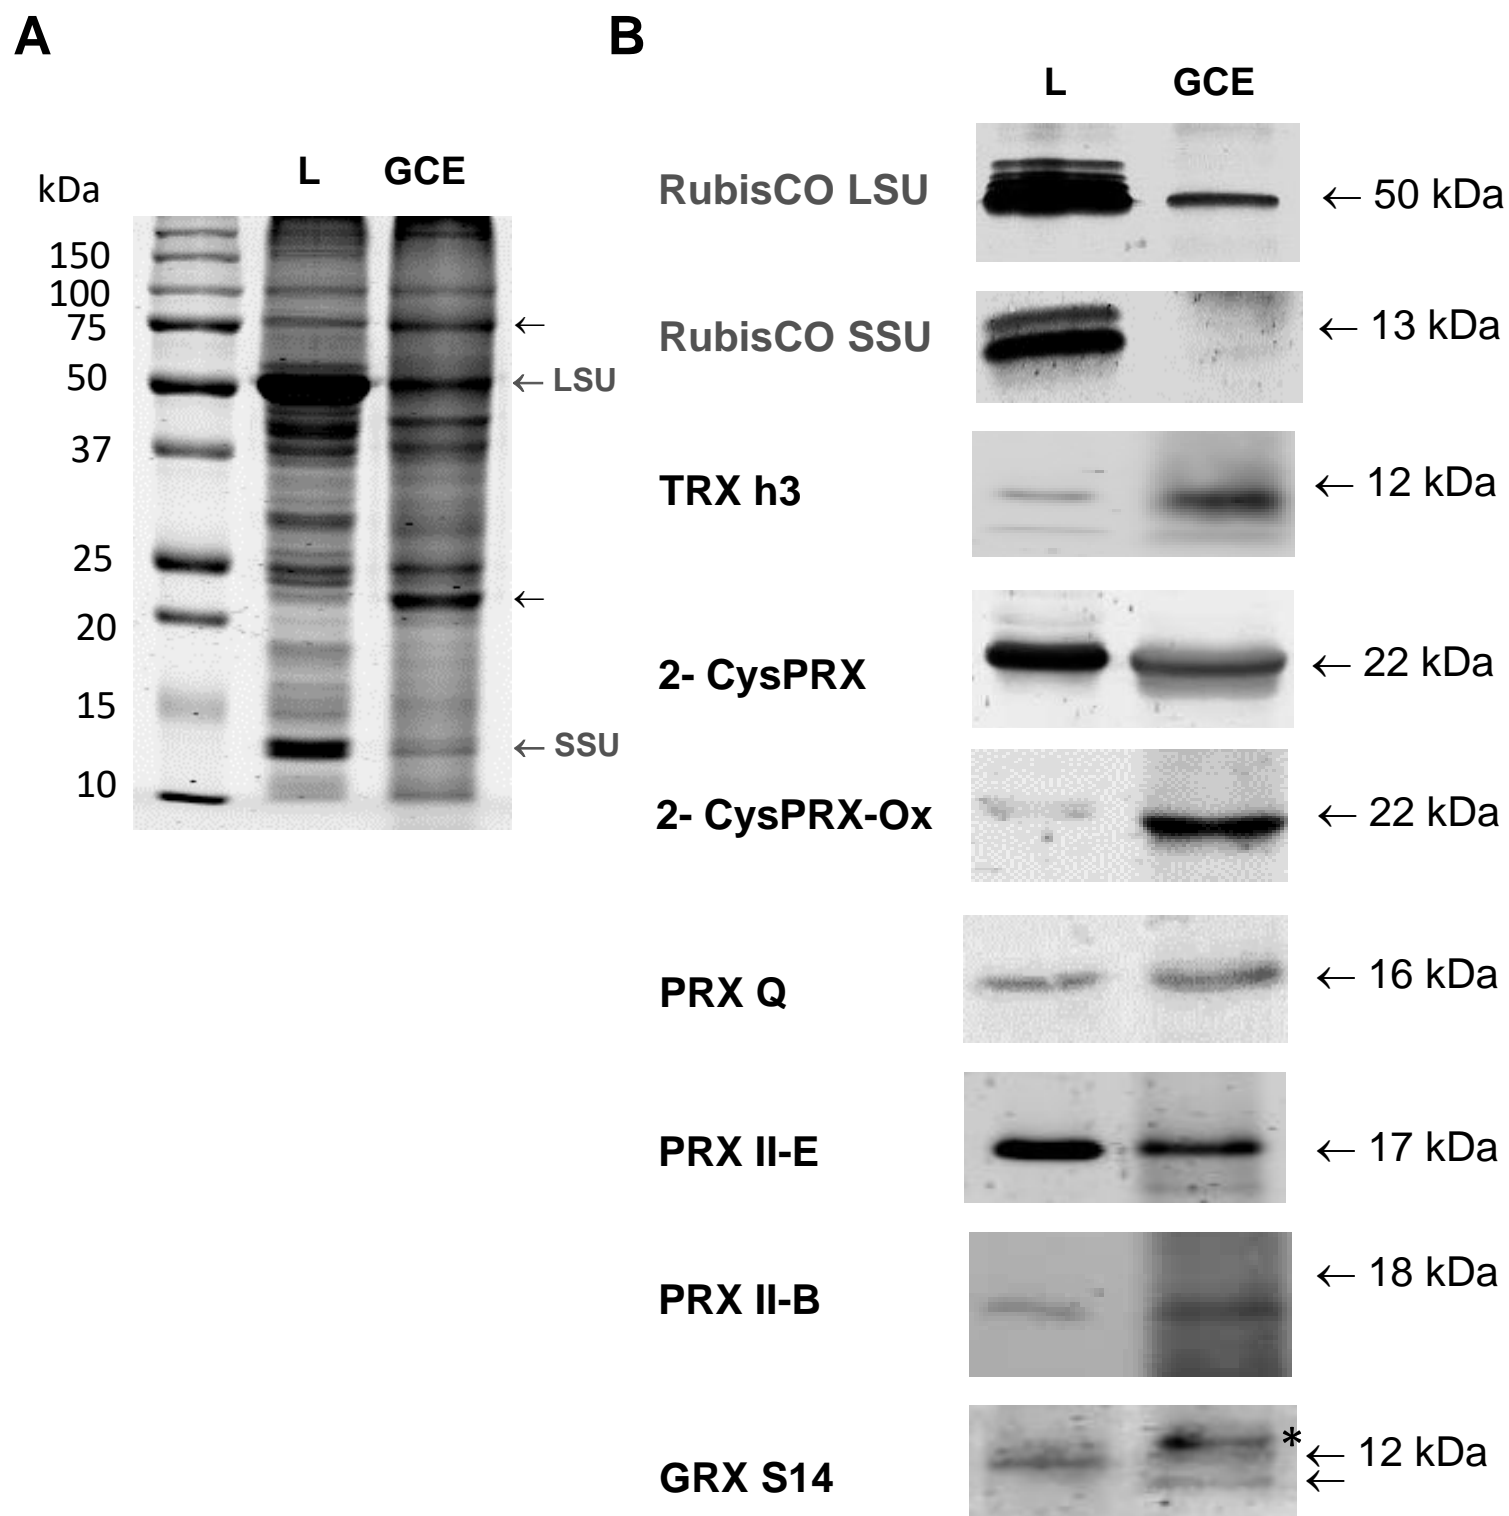 A
B
L GCE
kDa
150
100
75
50
37
25
20
15
10
←
← LSU
←
← SSU
L GCE
RubisCO LSU ← 50 kDa
RubisCO SSU ← 13 kDa
TRX h3 ← 12 kDa
2- CysPRX ← 22 kDa
2- CysPRX-Ox ← 22 kDa
PRX Q ← 16 kDa
PRX II-E ← 17 kDa
PRX II-B ← 18 kDa
GRX S14 * ← 12 kDa
←